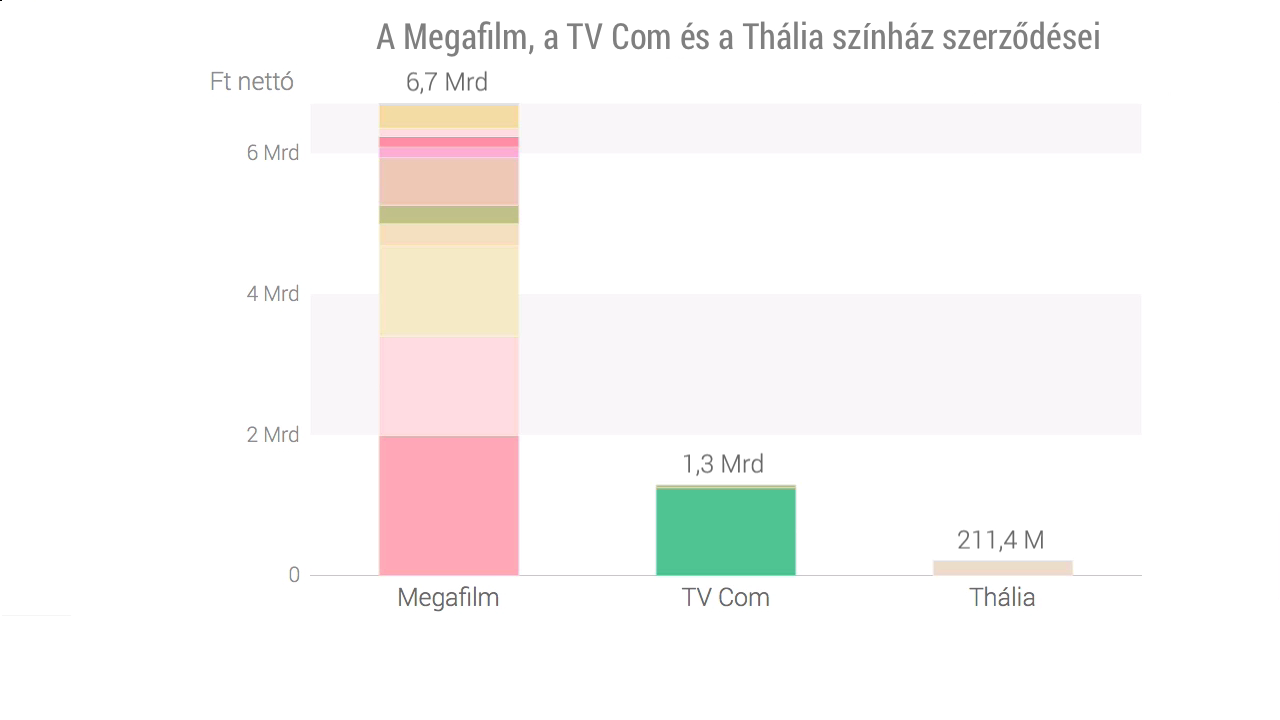 A Megafilm, a TV Com és a Thália színház szerződései
Ft nettó
6,7 Mrd
6 Mrd
4 Mrd
2 Mrd
1,3 Mrd
211,4 M
0
Megafilm
TV Com
Thália